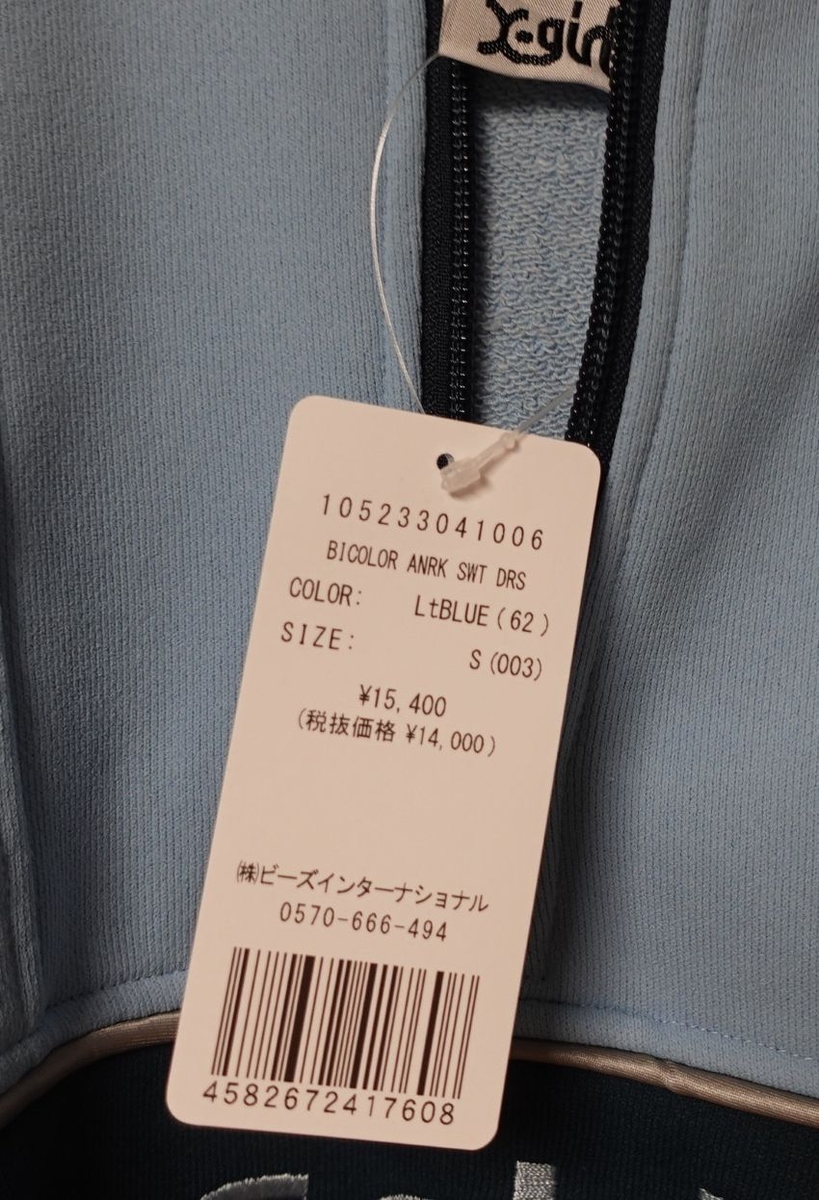 X-girl
105233041006
BICOLOR ANRK SWT DRS
COLOR: LtBLUE(62)
SIZE: S(003)
¥15,400
(税抜価格 ¥14,000)
㈱ビーズインターナショナル
0570-666-494
4582672417608